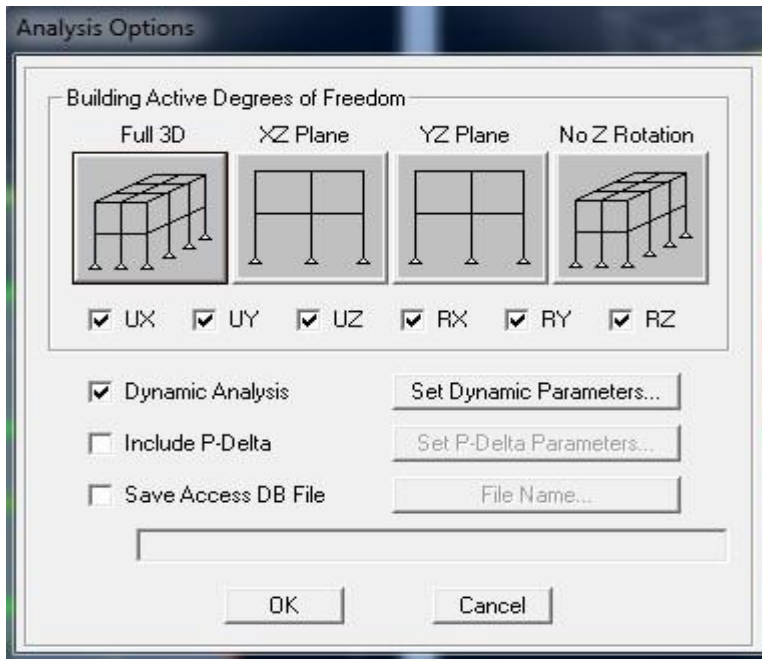 Analysis Options
Building Active Degrees of Freedom
Full 3D XZ Plane YZ Plane No Z Rotation
UX UY UZ RX RY RZ
Dynamic Analysis Set Dynamic Parameters...
Include P-Delta Set P-Delta Parameters...
Save Access DB File File Name...
OK Cancel